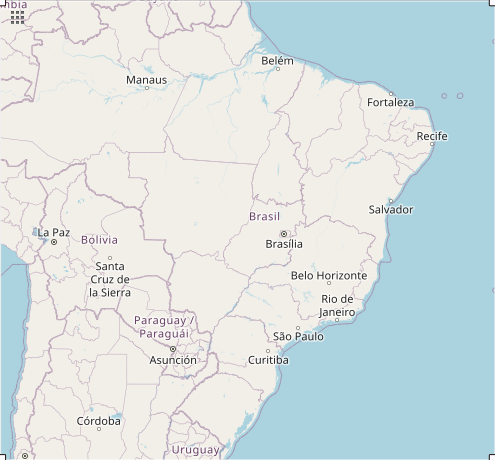 mbia
Belém
Manaus
Fortaleza
Recife
Salvador
Brasil
La Paz
Bolivia
Brasília
Santa
Cruz de
la Sierra
Belo Horizonte
Rio de
Janeiro
Paraguay /
Paraguái
São Paulo
Asunción
Curitiba
Córdoba
Uruguay